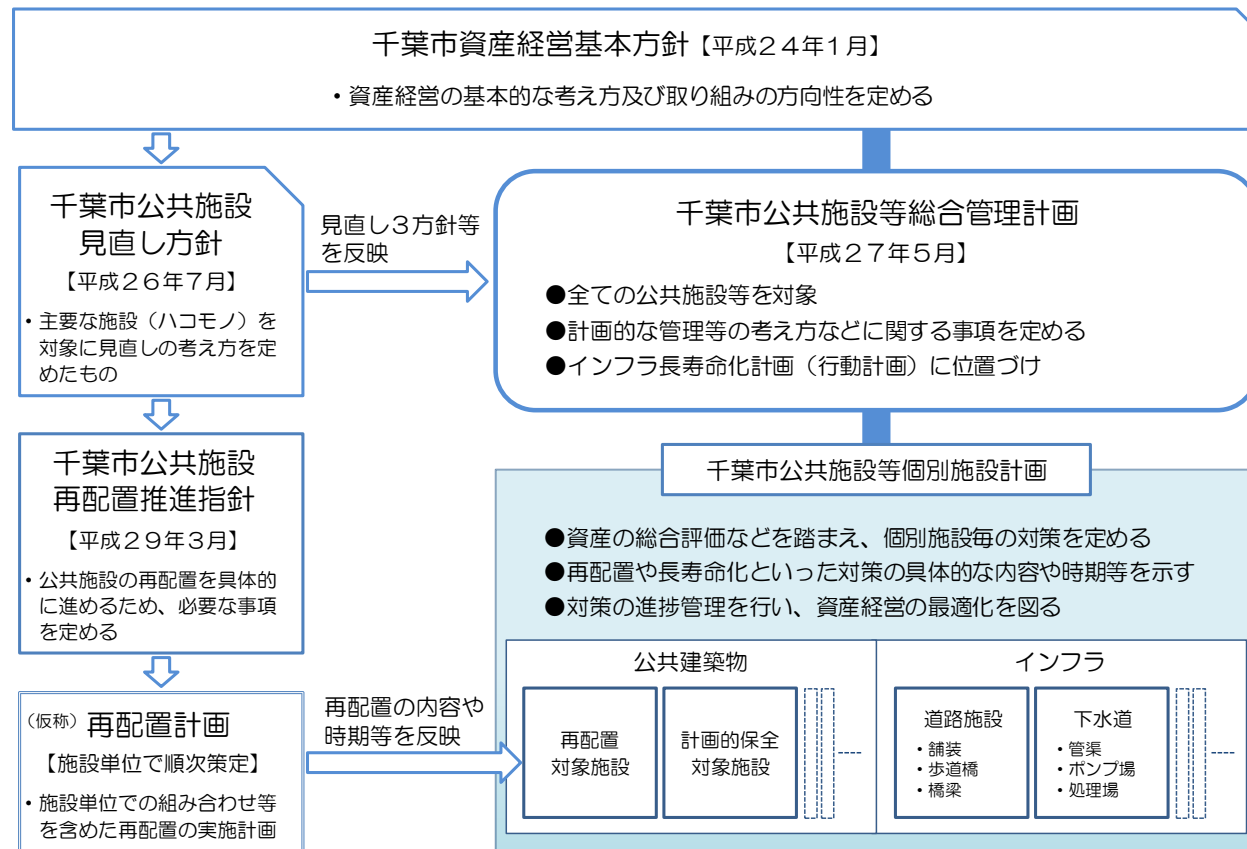 千葉市資産経営基本方針【平成24年1月】
・資産経営の基本的な考え方及び取り組みの方向性を定める
千葉市公共施設
見直し方針
【平成26年7月】
・主要な施設（ハコモノ）を
対象に見直しの考え方を定
めたもの
見直し3方針等
を反映
千葉市公共施設等総合管理計画
【平成27年5月】
●全ての公共施設等を対象
●計画的な管理等の考え方などに関する事項を定める
●インフラ長寿命化計画（行動計画）に位置づけ
千葉市公共施設
再配置推進指針
【平成29年3月】
・公共施設の再配置を具体的
に進めるため、必要な事項
を定める
千葉市公共施設等個別施設計画
●資産の総合評価などを踏まえ、個別施設毎の対策を定める
●再配置や長寿命化といった対策の具体的な内容や時期等を示す
●対策の進捗管理を行い、資産経営の最適化を図る
（仮称）再配置計画
【施設単位で順次策定】
・施設単位での組み合わせ等
を含めた再配置の実施計画
再配置の内容や
時期等を反映
公共建築物
再配置
対象施設
計画的保全
対象施設
インフラ
道路施設
・舗装
・歩道橋
・橋梁
下水道
・管渠
・ポンプ場
・処理場